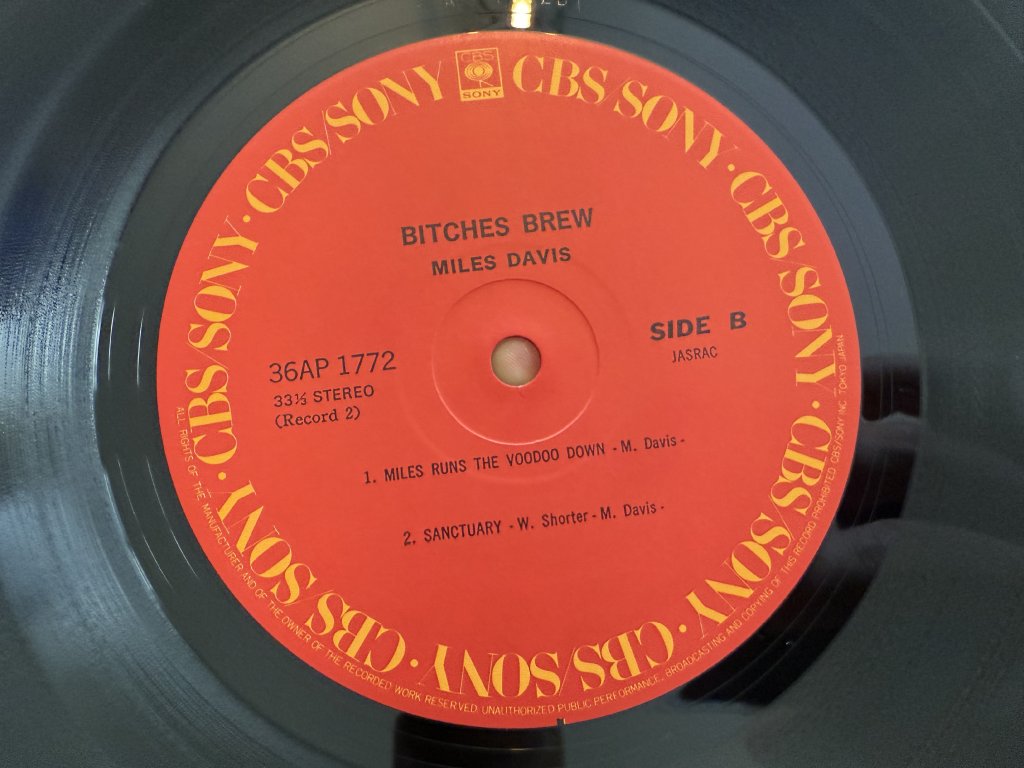 CBS
SONY
CBS/SONY · CBS/SONY · CBS/SONY · CBS/SONY · CBS/SONY · CBS/SONY · CBS/SONY · CBS/SONY
BITCHES BREW
MILES DAVIS
SIDE B
JASRAC
36AP 1772
33⅓ STEREO
(Record 2)
1. MILES RUNS THE VOODOO DOWN - M. Davis -
2. SANCTUARY - W. Shorter - M. Davis -
ALL RIGHTS OF THE MANUFACTURER AND OF THE OWNER OF THE RECORDED WORK RESERVED. UNAUTHORIZED PUBLIC PERFORMANCE, BROADCASTING AND COPYING OF THIS RECORD PROHIBITED. CBS/SONY INC. TOKYO JAPAN